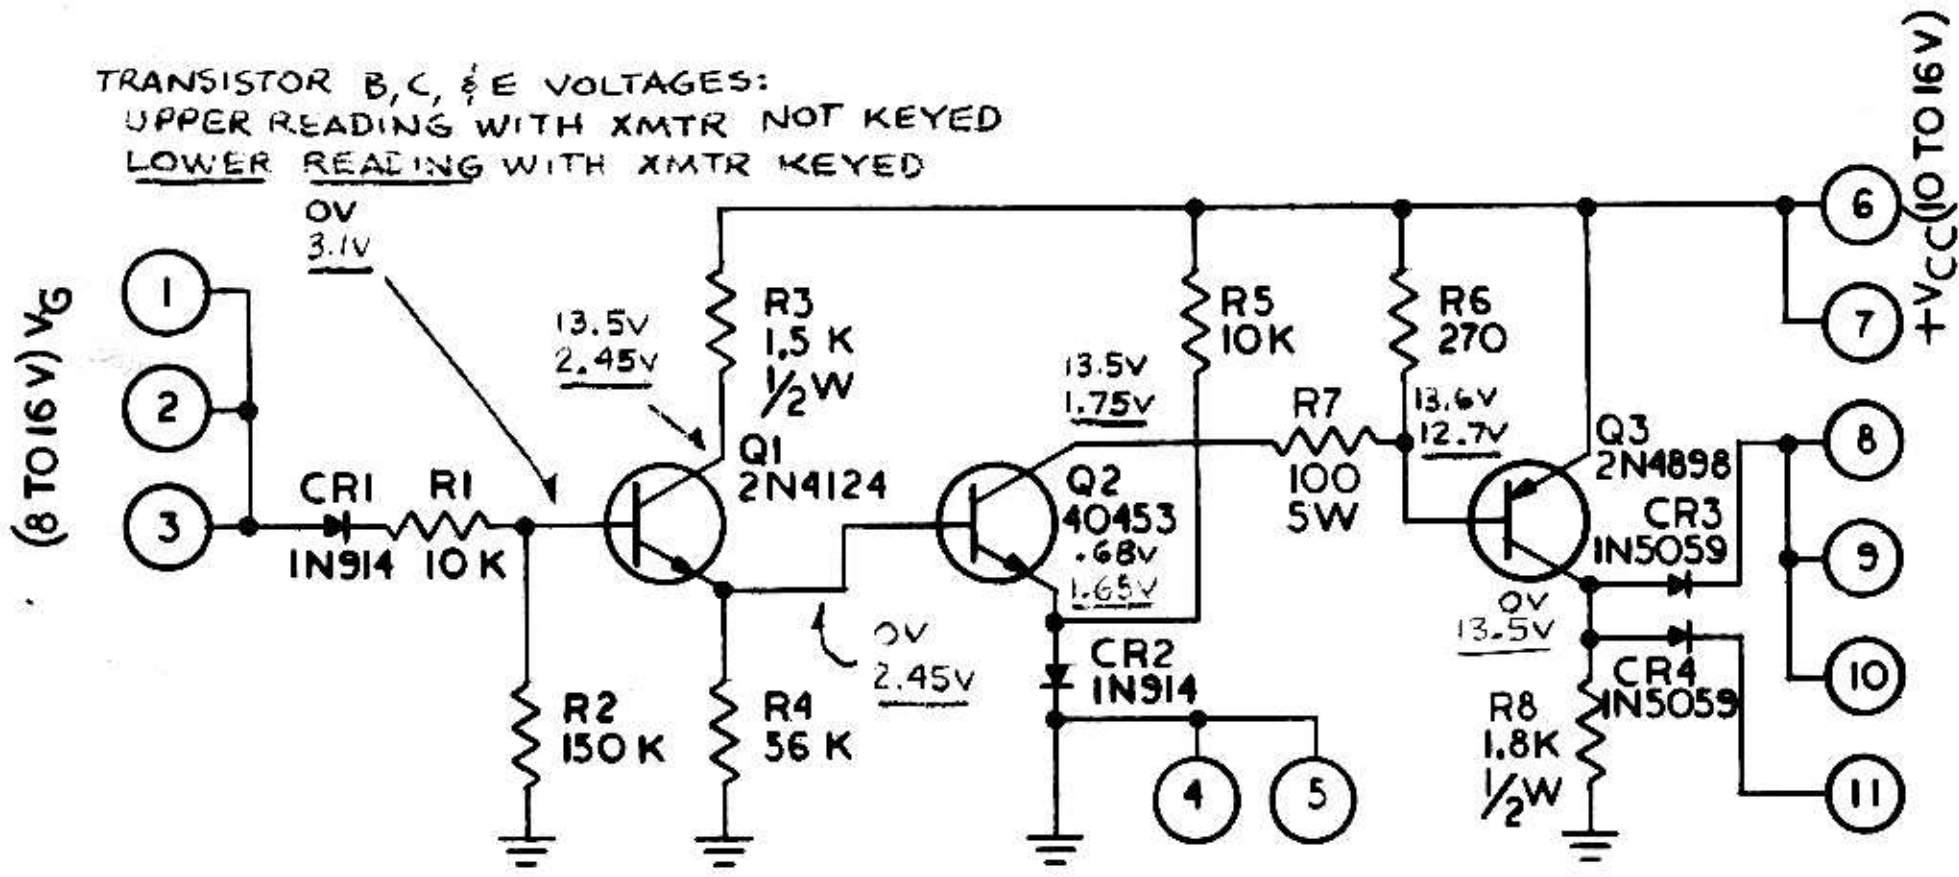 TRANSISTOR B, C, & E VOLTAGES:
UPPER READING WITH XMTR NOT KEYED
LOWER READING WITH XMTR KEYED
0V
3.1V
(8 TO 16 V) VG
1
2
3
CR1
1N914
R1
10 K
R2
150 K
13.5V
2.45V
R3
1.5 K
1/2 W
Q1
2N4124
R4
56 K
0V
2.45V
13.5V
1.75V
Q2
40453
.68V
1.65V
R5
10K
CR2
1N914
4
5
R7
100
5W
R6
270
13.6V
12.7V
Q3
2N4898
CR3
1N5059
0V
13.5V
CR4
1N5059
R8
1.8K
1/2 W
6
7
+VCC (10 TO 16 V)
8
9
10
11